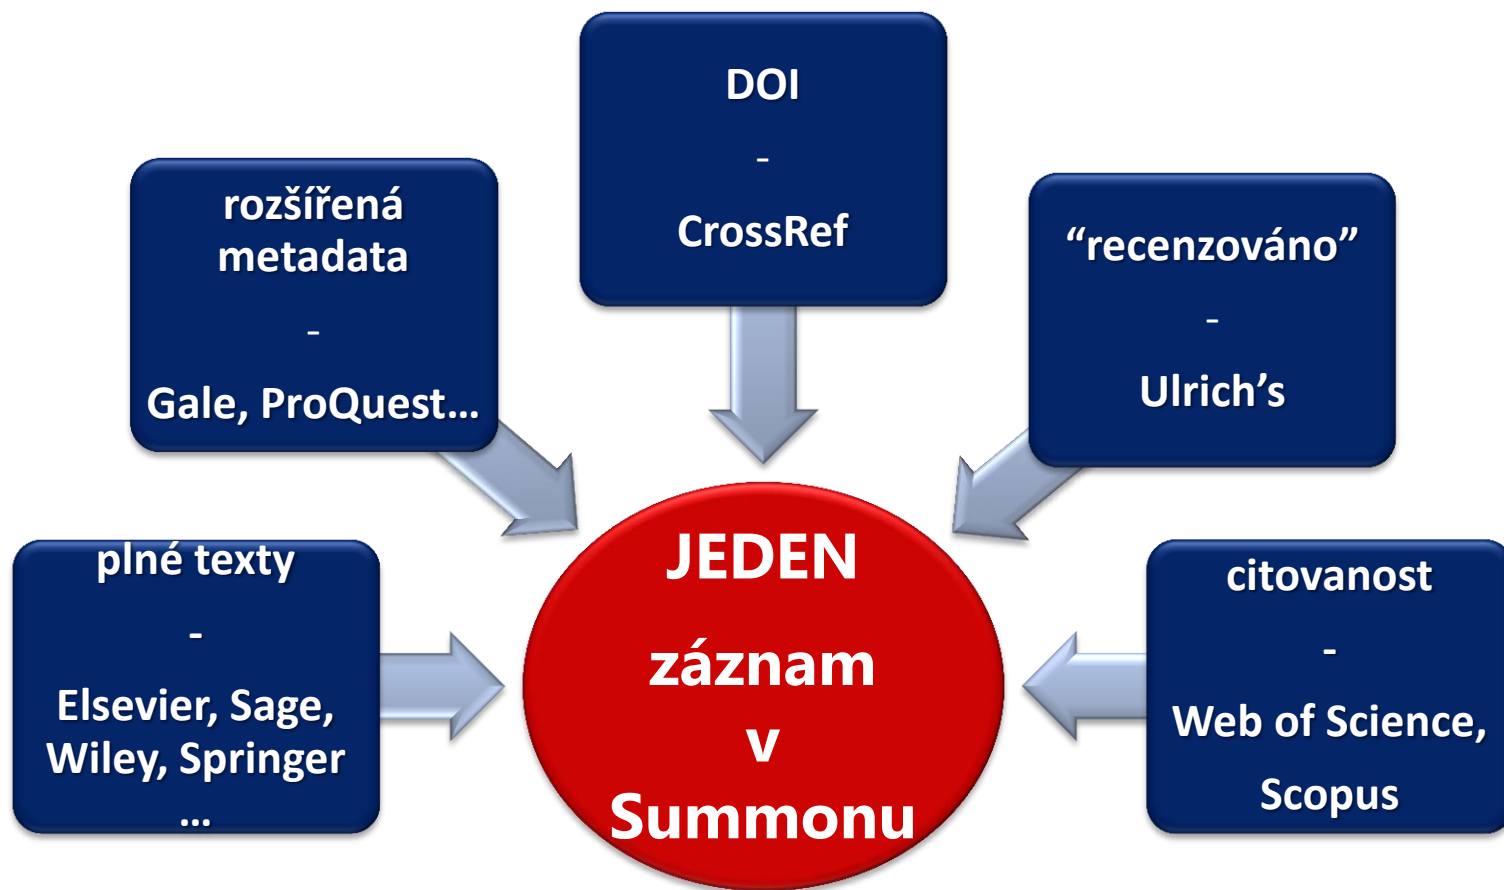 DOI
-
CrossRef
rozšířená
metadata
-
Gale, ProQuest…
“recenzováno”
-
Ulrich’s
plné texty
-
Elsevier, Sage,
Wiley, Springer
…
JEDEN
záznam
v
Summonu
citovanost
-
Web of Science,
Scopus